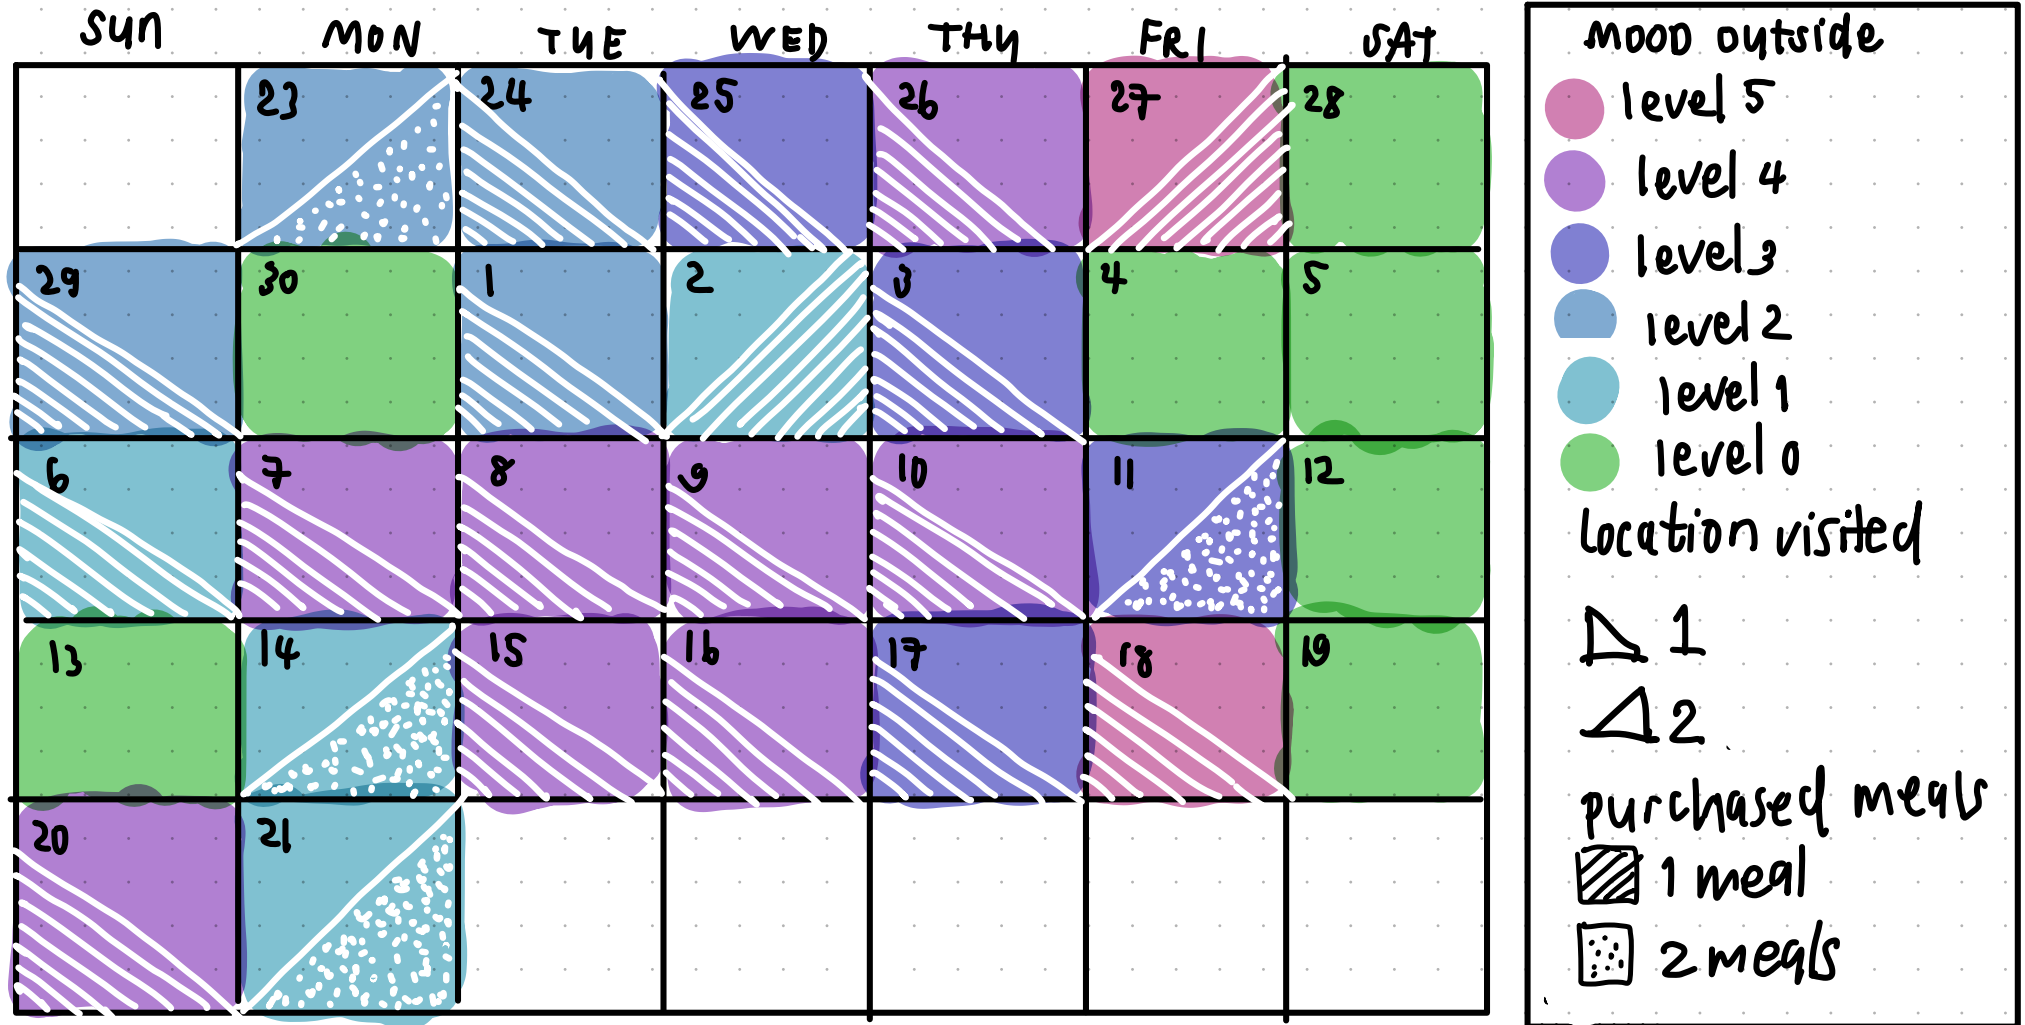 SUN MON TUE WED THY FRI SAT
23 24 25 26 27 28
29 30 1 2 3 4 5
6 7 8 9 10 11 12
13 14 15 16 17 18 19
20 21
MOOD outside
level 5
level 4
level 3
level 2
level 1
level 0
location visited
1
2
purchased meals
1 meal
2 meals